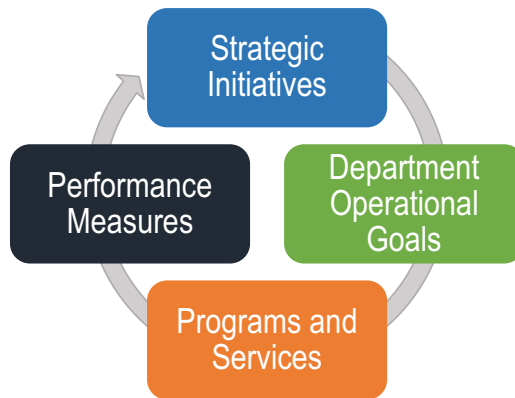 Strategic
Initiatives
Department
Operational
Goals
Programs and
Services
Performance
Measures